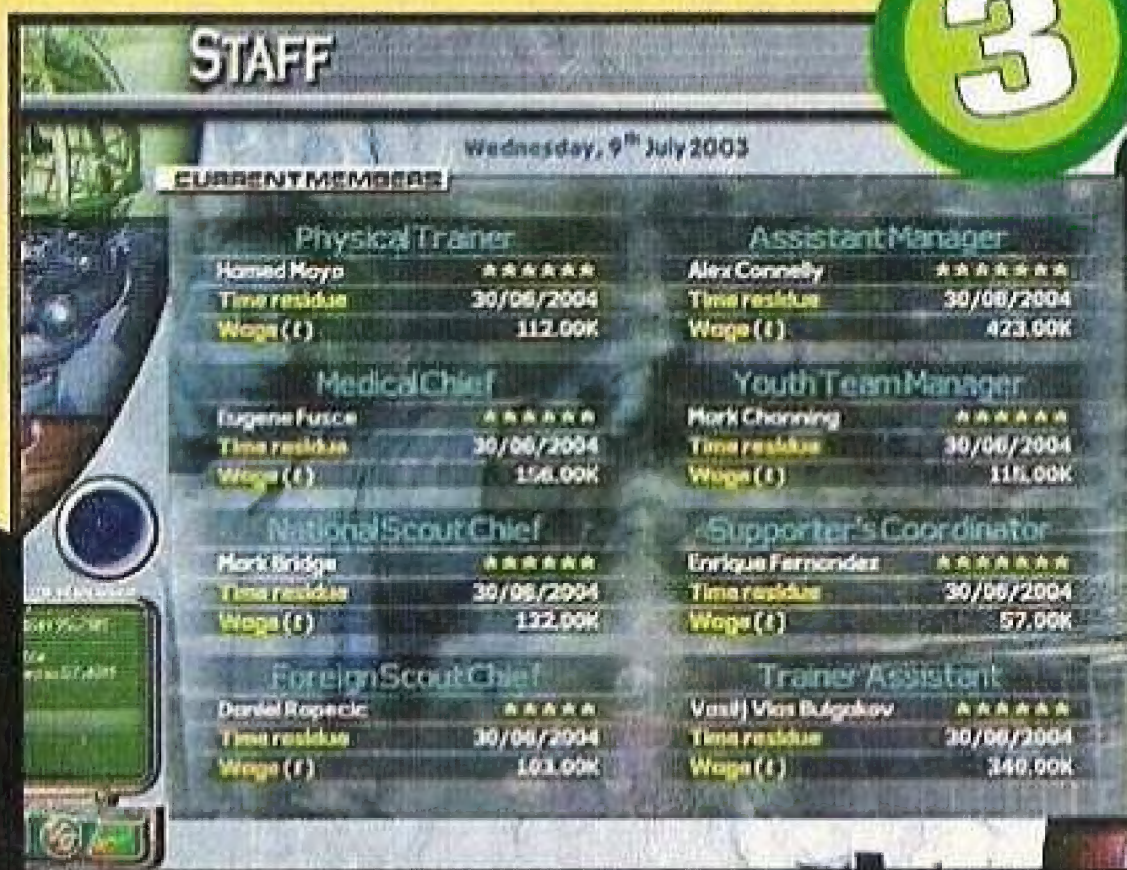 3
STAFF
Wednesday, 9th July 2003
CURRENT MEMBERS
Physical Trainer
Hamed Moyo ★★★★★★
Time residue 30/06/2004
Wage (£) 112.00K
Medical Chief
Eugene Fusce ★★★★★★
Time residue 30/06/2004
Wage (£) 156.00K
National Scout Chief
Mark Bridge ★★★★★★
Time residue 30/06/2004
Wage (£) 132.00K
Foreign Scout Chief
Daniel ★★★★★
Time residue 30/06/2004
Wage (£) 103.00K
Assistant Manager
Alex Connelly ★★★★★★★
Time residue 30/06/2004
Wage (£) 423.00K
Youth Team Manager
Mark Channing ★★★★★★
Time residue 30/06/2004
Wage (£)
Supporter's Coordinator
Enrique Fernandez ★★★★★★★
Time residue 30/06/2004
Wage (£) 57.00K
Trainer Assistant
Vasilj Vlas Bulgakov ★★★★★★
Time residue 30/06/2004
Wage (£) 340.00K